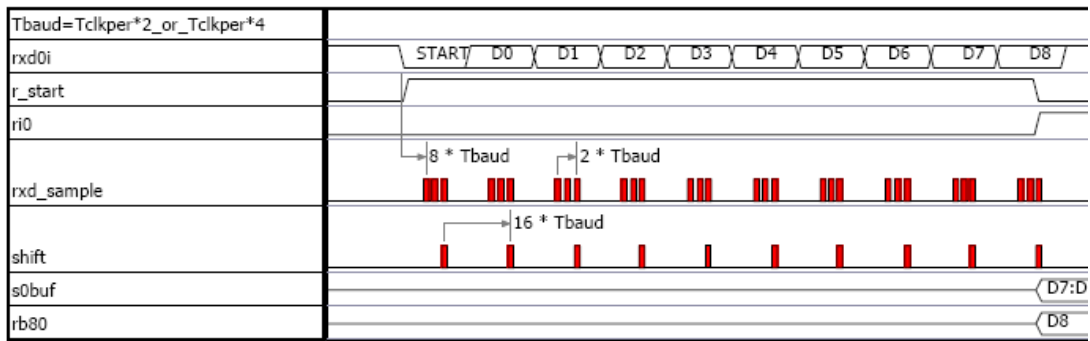 Tbaud=Tclkper*2_or_Tclkper*4
rxd0i START D0 D1 D2 D3 D4 D5 D6 D7 D8
r_start
ri0
8 * Tbaud 2 * Tbaud
rxd_sample
16 * Tbaud
shift
s0buf D7:D
rb80 D8